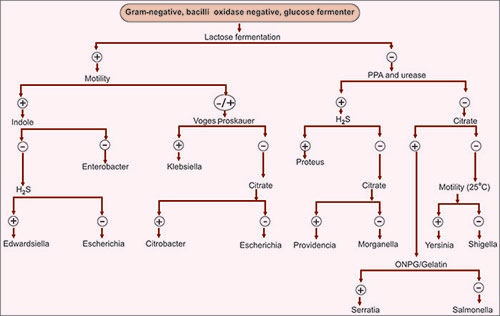 Gram-negative, bacilli oxidase negative, glucose fermenter
Lactose fermentation
+ -
Motility PPA and urease
+ -/+ + -
Indole Voges proskauer H2S Citrate
- - + - + - + -
Enterobacter Klebsiella Proteus
H2S Citrate Citrate Motility (25°C)
+ - + - + - + -
Edwardsiella Escherichia Citrobacter Escherichia Providencia Morganella Yersinia Shigella
ONPG/Gelatin
+ -
Serratia Salmonella